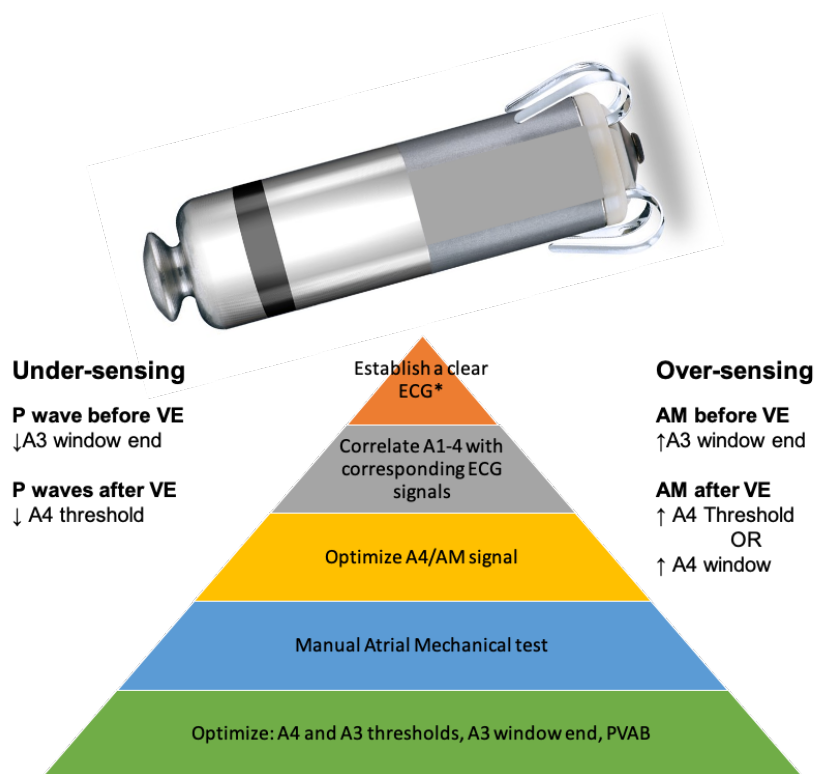 Under-sensing
P wave before VE
↓A3 window end
P waves after VE
↓ A4 threshold
Establish a clear
ECG*
Correlate A1-4 with
corresponding ECG
signals
Optimize A4/AM signal
Manual Atrial Mechanical test
Optimize: A4 and A3 thresholds, A3 window end, PVAB
Over-sensing
AM before VE
↑A3 window end
AM after VE
↑ A4 Threshold
OR
↑ A4 window